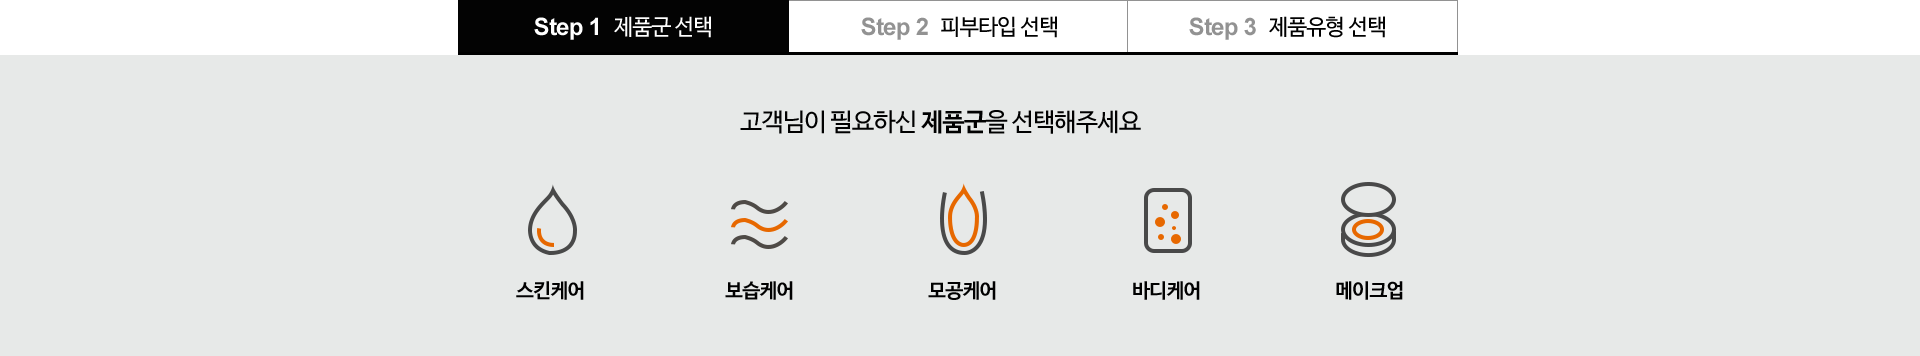 Step 1 제품군 선택
Step 2 피부타입 선택
Step 3 제품유형 선택
고객님이 필요하신 제품군을 선택해주세요
스킨케어
보습케어
모공케어
바디케어
메이크업